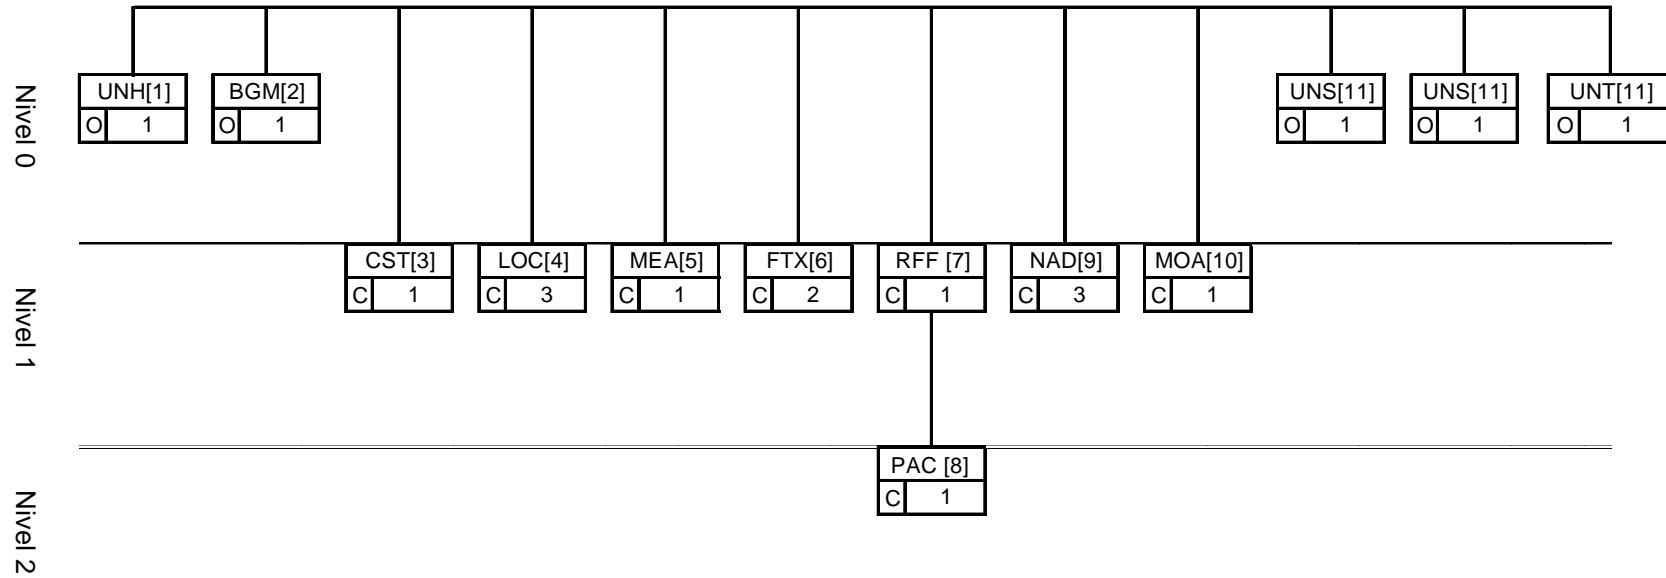 Nivel 0
UNH[1]
O 1
BGM[2]
O 1
UNS[11]
O 1
UNS[11]
O 1
UNT[11]
O 1
Nivel 1
CST[3]
C 1
LOC[4]
C 3
MEA[5]
C 1
FTX[6]
C 2
RFF [7]
C 1
NAD[9]
C 3
MOA[10]
C 1
Nivel 2
PAC [8]
C 1